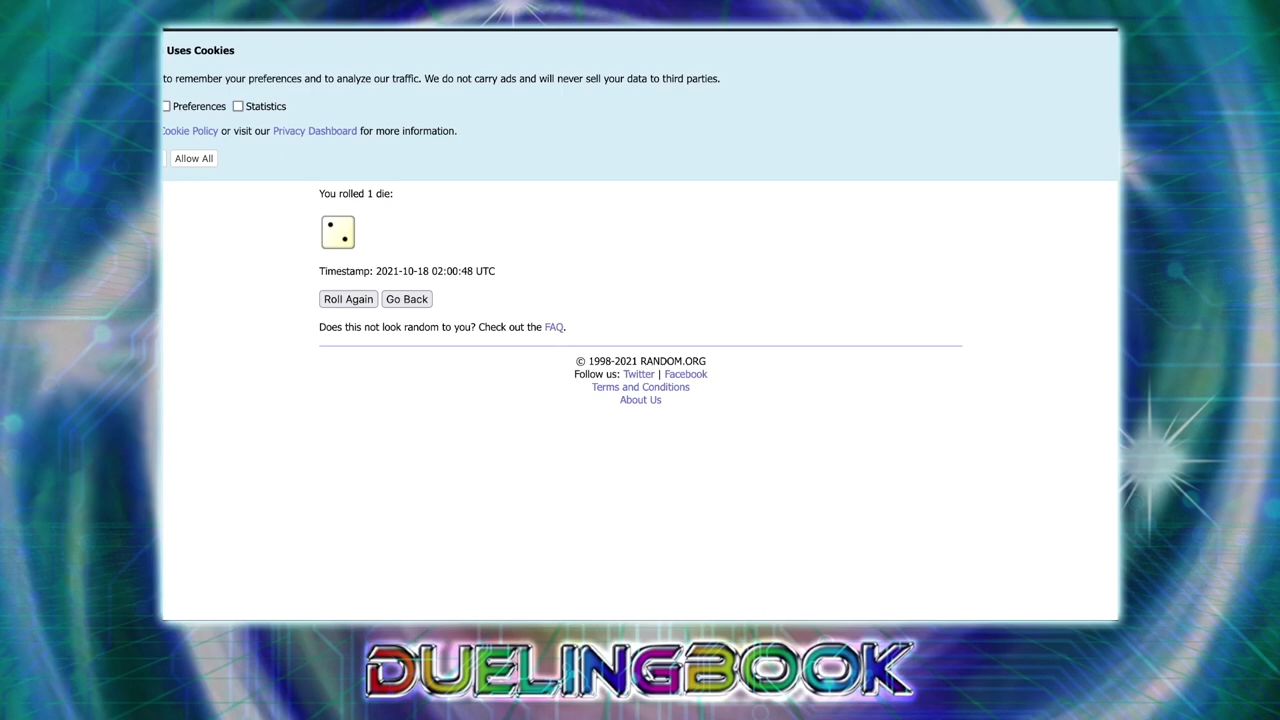 Uses Cookies
to remember your preferences and to analyze our traffic. We do not carry ads and will never sell your data to third parties.
Preferences Statistics
Cookie Policy or visit our Privacy Dashboard for more information.
Allow All
You rolled 1 die:
Timestamp: 2021-10-18 02:00:48 UTC
Roll Again Go Back
Does this not look random to you? Check out the FAQ.
© 1998-2021 RANDOM.ORG
Follow us: Twitter | Facebook
Terms and Conditions
About Us
DUELINGBOOK